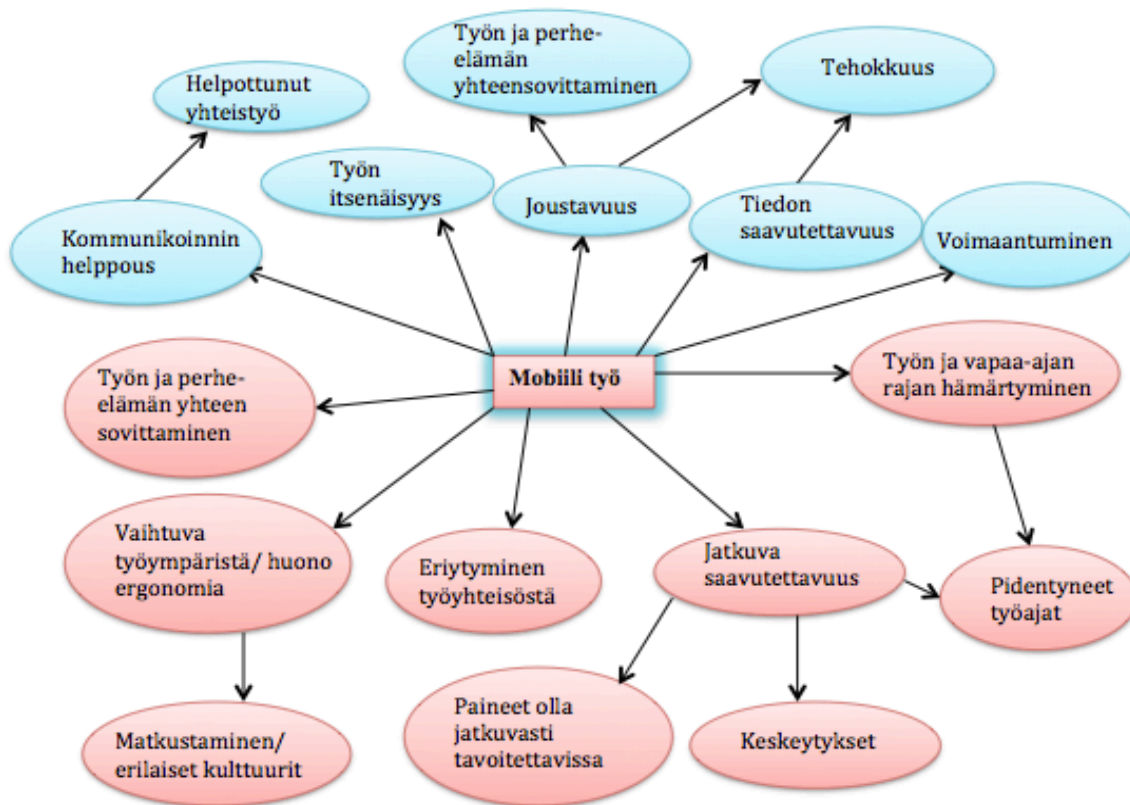 Työn ja perhe-
elämän
yhteensovittaminen
Tehokkuus
Helpottunut
yhteistyö
Työn
itsenäisyys
Joustavuus
Tiedon
saavutettavuus
Voimaantuminen
Kommunikoinnin
helppous
Mobiili työ
Työn ja perhe-
elämän yhteen
sovittaminen
Työn ja vapaa-ajan
rajan hämärtyminen
Vaihtuva
työympäristä/ huono
ergonomia
Eriytyminen
työyhteisöstä
Jatkuva
saavutettavuus
Pidentyneet
työajat
Matkustaminen/
erilaiset kulttuurit
Paineet olla
jatkuvasti
tavoitettavissa
Keskeytykset